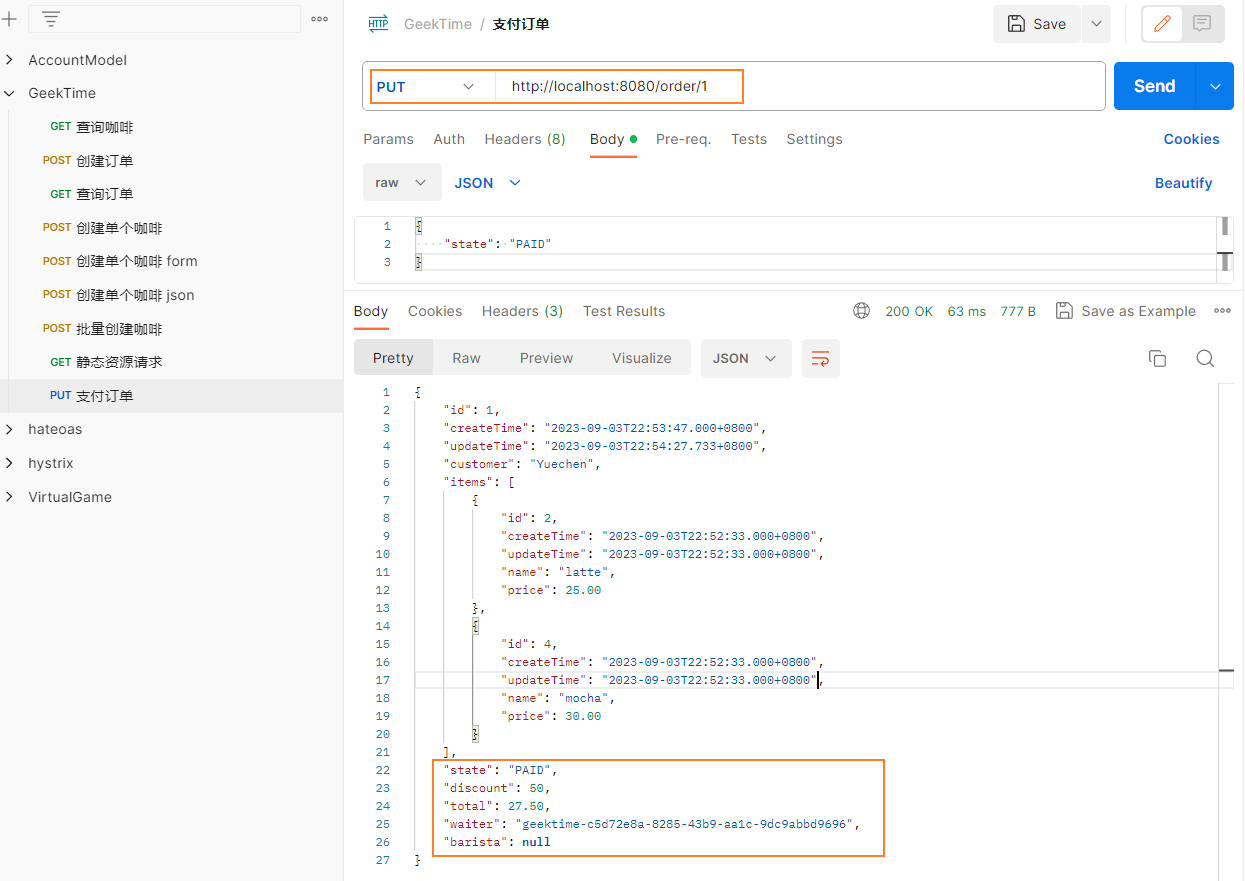 GeekTime / 支付订单
Save
AccountModel
GeekTime
GET 查询咖啡
POST 创建订单
GET 查询订单
POST 创建单个咖啡
POST 创建单个咖啡 form
POST 创建单个咖啡 json
POST 批量创建咖啡
GET 静态资源请求
PUT 支付订单
hateoas
hystrix
VirtualGame
PUT http://localhost:8080/order/1
Send
Params Auth Headers (8) Body Pre-req. Tests Settings Cookies
raw JSON Beautify
1 {
2 "state": "PAID"
3 }
Body Cookies Headers (3) Test Results 200 OK 63 ms 777 B Save as Example
Pretty Raw Preview Visualize JSON
1 {
2 "id": 1,
3 "createTime": "2023-09-03T22:53:47.000+0800",
4 "updateTime": "2023-09-03T22:54:27.733+0800",
5 "customer": "Yuechen",
6 "items": [
7 {
8 "id": 2,
9 "createTime": "2023-09-03T22:52:33.000+0800",
10 "updateTime": "2023-09-03T22:52:33.000+0800",
11 "name": "latte",
12 "price": 25.00
13 },
14 {
15 "id": 4,
16 "createTime": "2023-09-03T22:52:33.000+0800",
17 "updateTime": "2023-09-03T22:52:33.000+0800",
18 "name": "mocha",
19 "price": 30.00
20 }
21 ],
22 "state": "PAID",
23 "discount": 50,
24 "total": 27.50,
25 "waiter": "geektime-c5d72e8a-8285-43b9-aa1c-9dc9abbd9696",
26 "barista": null
27 }